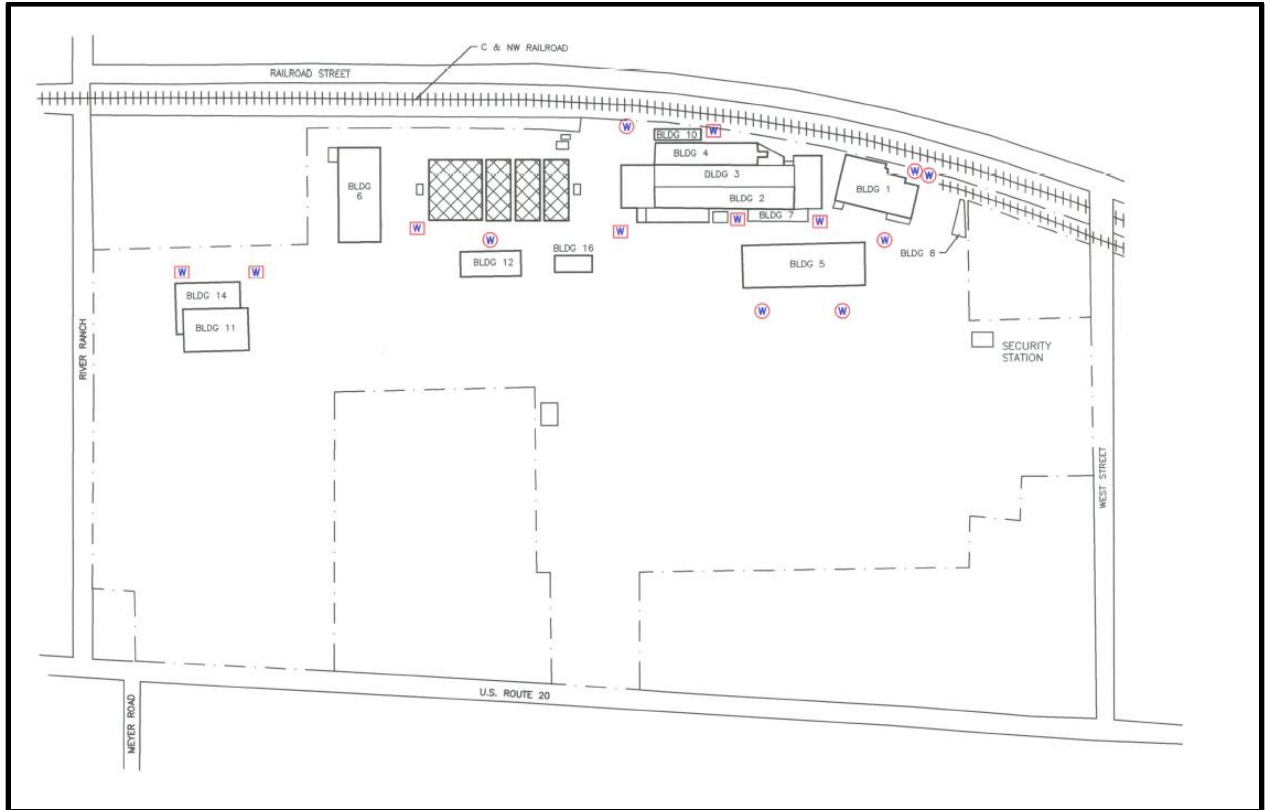 C & NW RAILROAD
RAILROAD STREET
W
BLDG 10
W
BLDG 4
BLDG
6
DLDG 3
BLDG 1
W
W
BLDG 2
BLDG 7
W
W
W
W
W
W
BLDG 16
BLDG 8
BLDG 12
BLDG 5
W
W
BLDG 14
W
W
BLDG 11
RIVER RANCH
SECURITY
STATION
WEST STREET
U.S. ROUTE 20
MEYER ROAD